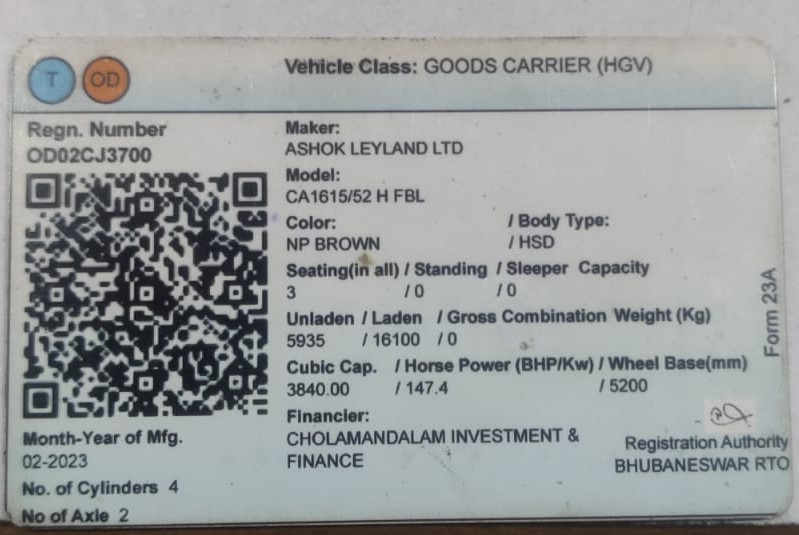 T OD
Vehicle Class: GOODS CARRIER (HGV)
Regn. Number
OD02CJ3700
Maker:
ASHOK LEYLAND LTD
Model:
CA1615/52 H FBL
Color: / Body Type:
NP BROWN / HSD
Seating(in all) / Standing / Sleeper Capacity
3 / 0 / 0
Unladen / Laden / Gross Combination Weight (Kg)
5935 / 16100 / 0
Cubic Cap. / Horse Power (BHP/Kw) / Wheel Base(mm)
3840.00 / 147.4 / 5200
Financier:
CHOLAMANDALAM INVESTMENT &
FINANCE
Month-Year of Mfg.
02-2023
No. of Cylinders 4
No of Axle 2
Form 23A
Registration Authority
BHUBANESWAR RTO